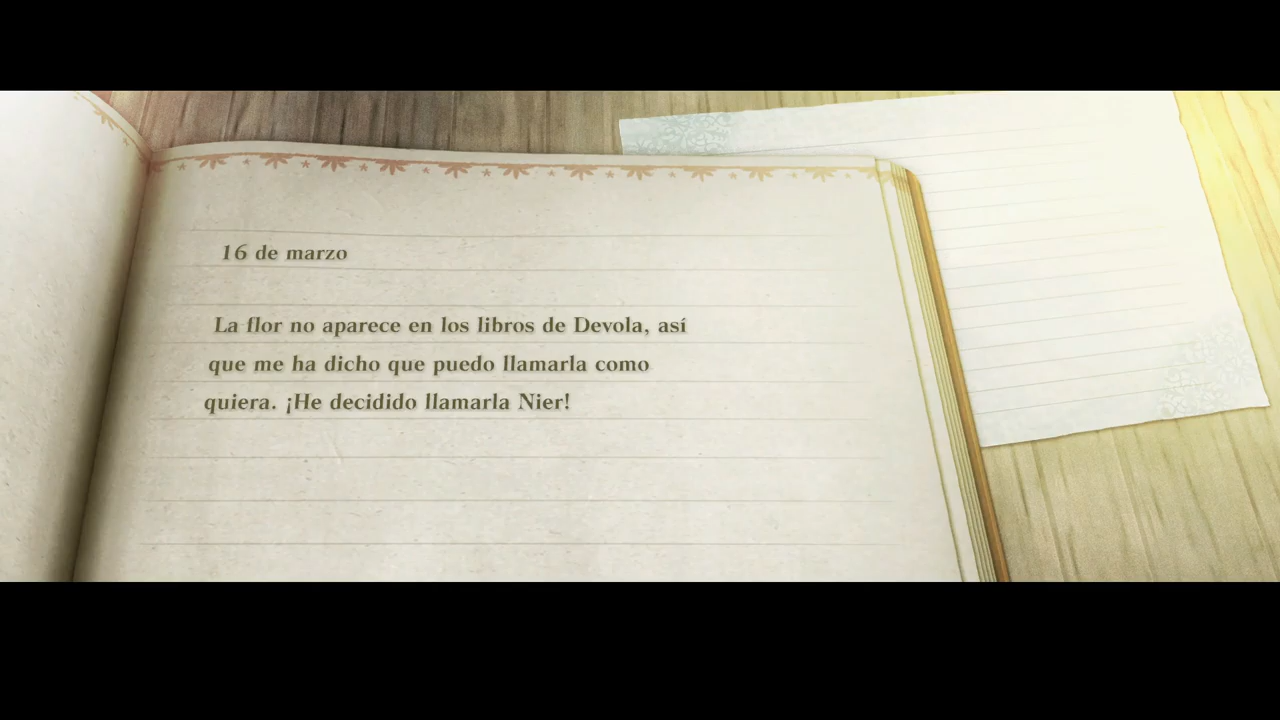 16 de marzo
La flor no aparece en los libros de Devola, así
que me ha dicho que puedo llamarla como
quiera. ¡He decidido llamarla Nier!